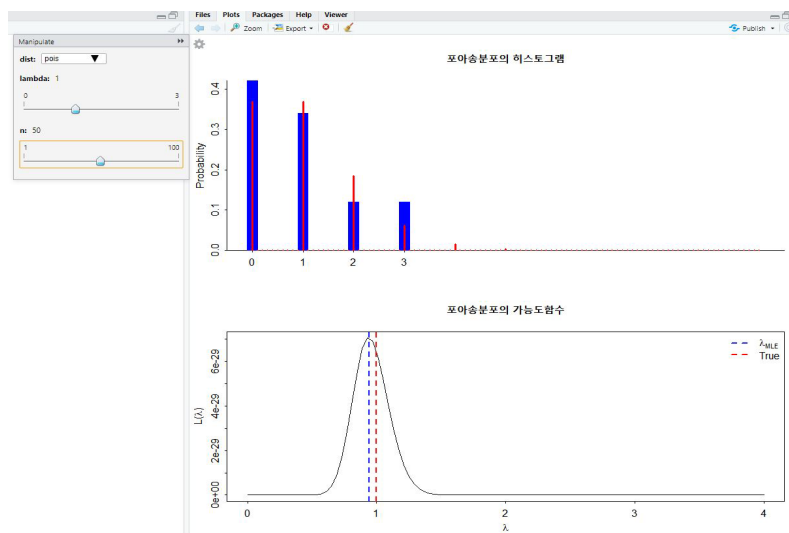 Files Plots Packages Help Viewer
Zoom Export Publish
Manipulate
dist: pois
lambda: 1
0 3
n: 50
1 100
포아송분포의 히스토그램
Probability
0.4
0.3
0.2
0.1
0.0
0 1 2 3
포아송분포의 가능도함수
L(λ)
6e-29
4e-29
2e-29
0e+00
λMLE
True
0 1 2 3 4
λ